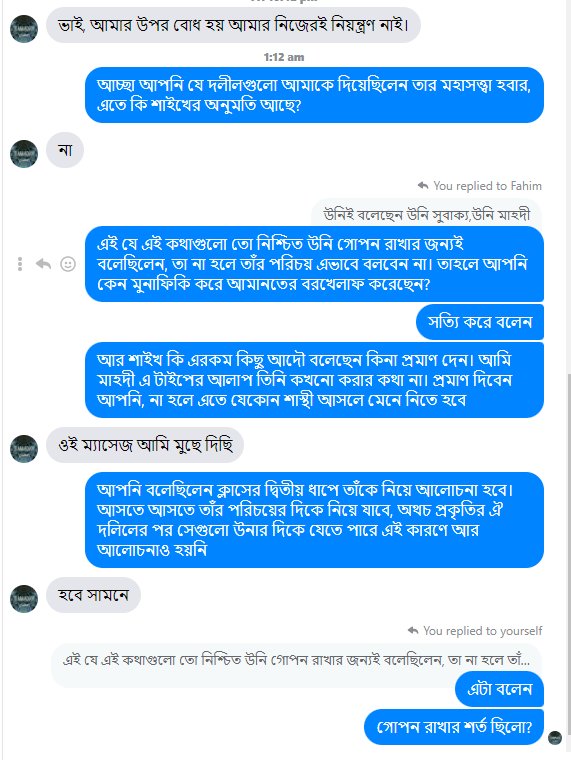 ভাই, আমার উপর বোধ হয় আমার নিজেরই নিয়ন্ত্রণ নাই।
1:12 am
আচ্ছা আপনি যে দলীলগুলো আমাকে দিয়েছিলেন তার মহাসত্ত্বা হবার,
এতে কি শাইখের অনুমতি আছে?
না
You replied to Fahim
উনিই বলেছেন উনি সুবাক্য,উনি মাহদী
এই যে এই কথাগুলো তো নিশ্চিত উনি গোপন রাখার জন্যই
বলেছিলেন, তা না হলে তাঁর পরিচয় এভাবে বলবেন না। তাহলে আপনি
কেন মুনাফিকি করে আমানতের বরখেলাফ করেছেন?
সত্যি করে বলেন
আর শাইখ কি এরকম কিছু আদৌ বলেছেন কিনা প্রমাণ দেন। আমি
মাহদী এ টাইপের আলাপ তিনি কখনো করার কথা না। প্রমাণ দিবেন
আপনি, না হলে এতে যেকোন শাস্থী আসলে মেনে নিতে হবে
ওই ম্যাসেজ আমি মুছে দিছি
আপনি বলেছিলেন ক্লাসের দ্বিতীয় ধাপে তাঁকে নিয়ে আলোচনা হবে।
আসতে আসতে তাঁর পরিচয়ের দিকে নিয়ে যাবে, অথচ প্রকৃতির ঐ
দলিলের পর সেগুলো উনার দিকে যেতে পারে এই কারণে আর
আলোচনাও হয়নি
হবে সামনে
You replied to yourself
এই যে এই কথাগুলো তো নিশ্চিত উনি গোপন রাখার জন্যই বলেছিলেন, তা না হলে তাঁ...
এটা বলেন
গোপন রাখার শর্ত ছিলো?